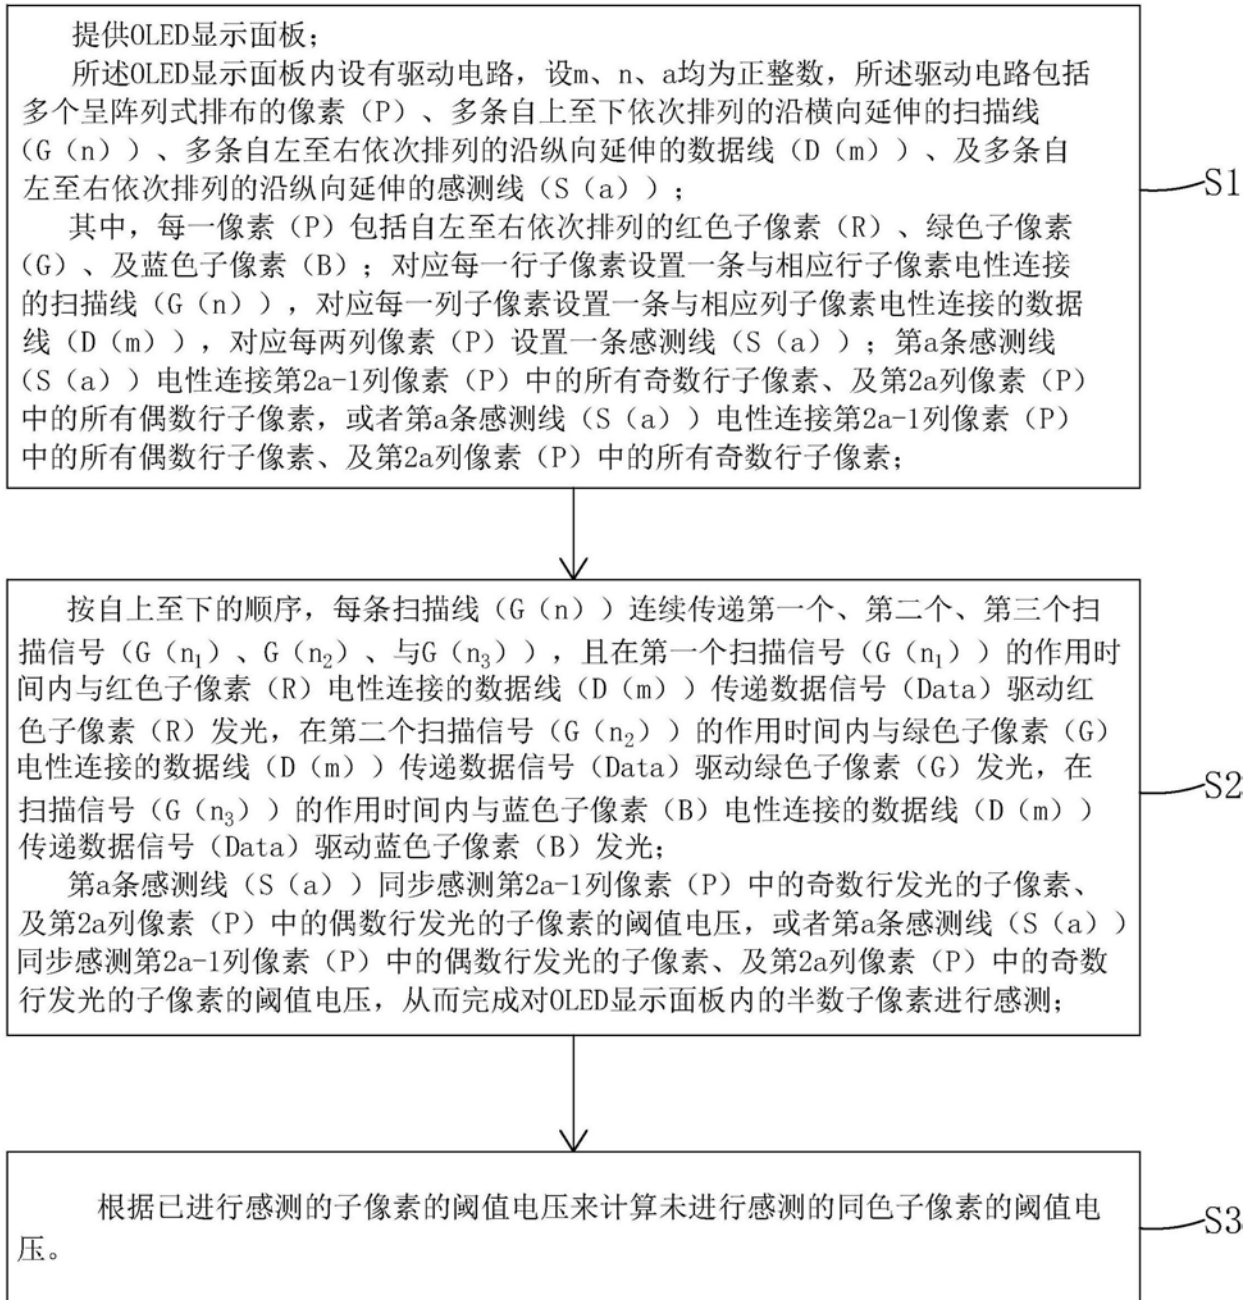 提供OLED显示面板;
所述OLED显示面板内设有驱动电路，设m、n、a均为正整数，所述驱动电路包括
多个呈阵列式排布的像素（P）、多条自上至下依次排列的沿横向延伸的扫描线
（G（n））、多条自左至右依次排列的沿纵向延伸的数据线（D（m））、及多条自
左至右依次排列的沿纵向延伸的感测线（S（a））;
其中，每一像素（P）包括自左至右依次排列的红色子像素（R）、绿色子像素
（G）、及蓝色子像素（B）; 对应每一行子像素设置一条与相应行子像素电性连接
的扫描线（G（n）），对应每一列子像素设置一条与相应列子像素电性连接的数据
线（D（m）），对应每两列像素（P）设置一条感测线（S（a））; 第a条感测线
（S（a））电性连接第2a-1列像素（P）中的所有奇数行子像素、及第2a列像素（P）
中的所有偶数行子像素，或者第a条感测线（S（a））电性连接第2a-1列像素（P）
中的所有偶数行子像素、及第2a列像素（P）中的所有奇数行子像素;
S1
按自上至下的顺序，每条扫描线（G（n））连续传递第一个、第二个、第三个扫
描信号（G（n₁）、G（n₂）、与G（n₃）），且在第一个扫描信号（G（n₁））的作用时
间内与红色子像素（R）电性连接的数据线（D（m））传递数据信号（Data）驱动红
色子像素（R）发光，在第二个扫描信号（G（n₂））的作用时间内与绿色子像素（G）
电性连接的数据线（D（m））传递数据信号（Data）驱动绿色子像素（G）发光，在
扫描信号（G（n₃））的作用时间内与蓝色子像素（B）电性连接的数据线（D（m））
传递数据信号（Data）驱动蓝色子像素（B）发光;
第a条感测线（S（a））同步感测第2a-1列像素（P）中的奇数行发光的子像素、
及第2a列像素（P）中的偶数行发光的子像素的阈值电压，或者第a条感测线（S（a））
同步感测第2a-1列像素（P）中的偶数行发光的子像素、及第2a列像素（P）中的奇数
行发光的子像素的阈值电压，从而完成对OLED显示面板内的半数子像素进行感测;
S2
根据已进行感测的子像素的阈值电压来计算未进行感测的同色子像素的阈值电
压。
S3